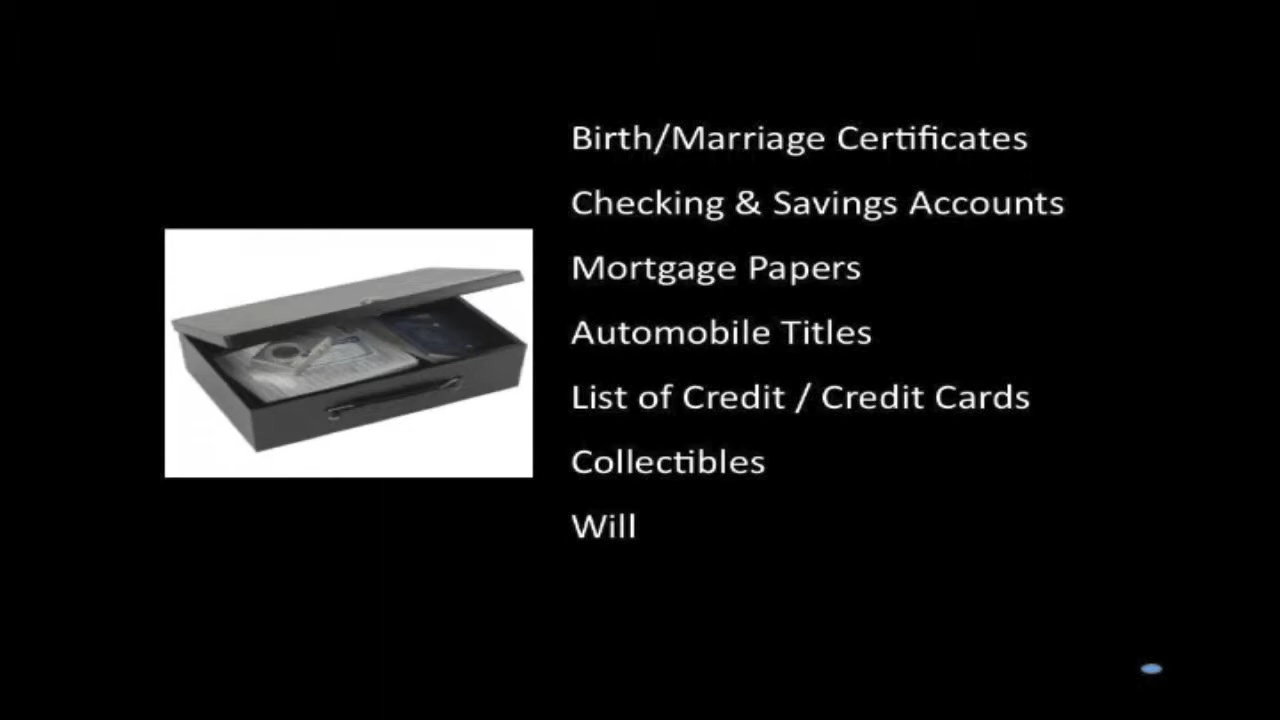 Birth/Marriage Certificates
Checking & Savings Accounts
Mortgage Papers
Automobile Titles
List of Credit / Credit Cards
Collectibles
Will